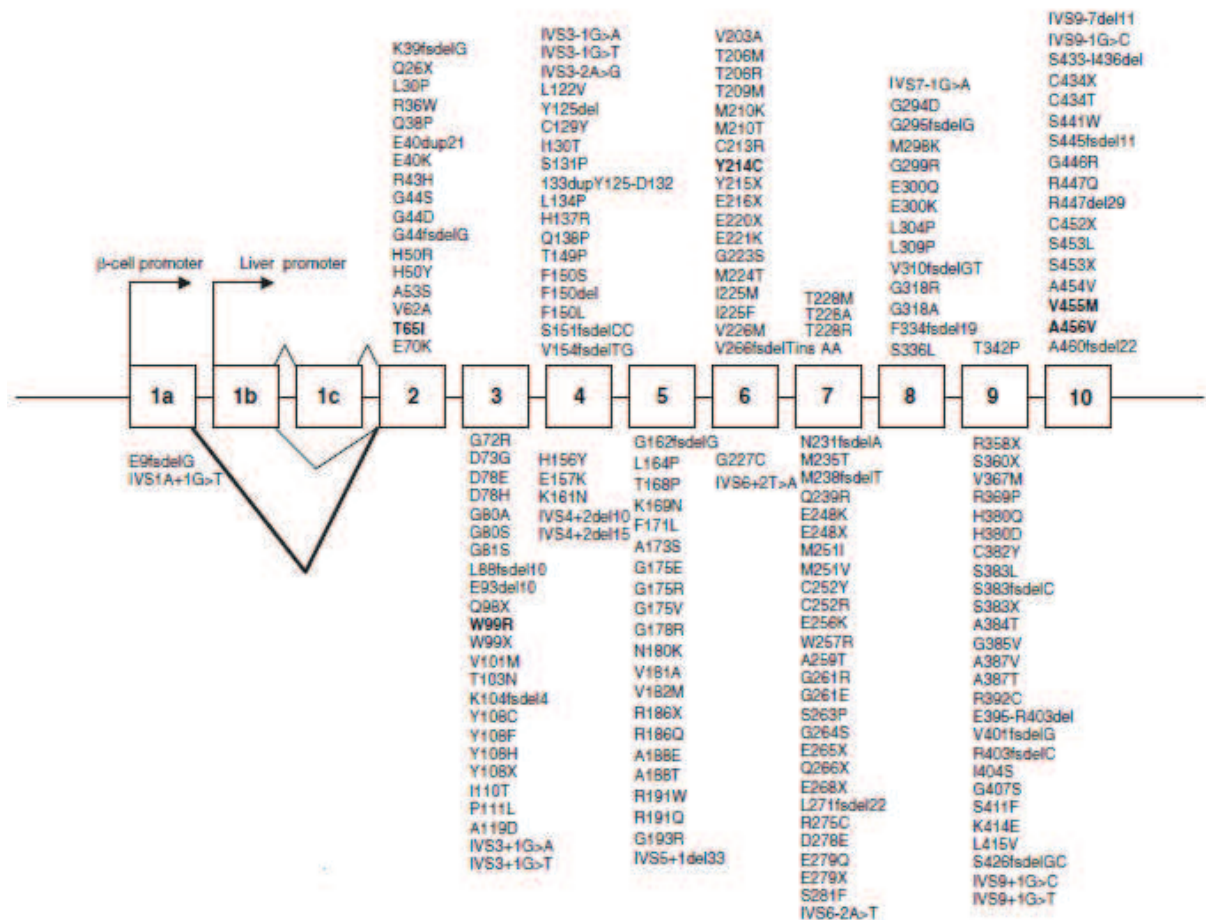 K39fsdelG
Q26X
L30P
R36W
Q38P
E40dup21
E40K
R43H
G44S
G44D
G44fsdelG
H50R
H50Y
A53S
V62A
T65I
E70K
IVS3-1G>A
IVS3-1G>T
IVS3-2A>G
L122V
Y125del
C129Y
I130T
S131P
133dupY125-D132
L134P
H137R
Q138P
T149P
F150S
F150del
F150L
S151fsdelCC
V154fsdelTG
V203A
T206M
T206R
T209M
M210K
M210T
C213R
Y214C
Y215X
E216X
E220X
E221K
G223S
M224T
I225M
I225F
V226M
V266fsdelTins AA
T228M
T228A
T228R
IVS7-1G>A
G294D
G295fsdelG
M298K
G299R
E300Q
E300K
L304P
L309P
V310fsdelGT
G318R
G318A
F334fsdel19
S336L
T342P
IVS9-7del11
IVS9-1G>C
S433-I436del
C434X
C434T
S441W
S445fsdel11
G446R
R447Q
R447del29
C452X
S453L
S453X
A454V
V455M
A456V
A460fsdel22
β-cell promoter
Liver promoter
1a 1b 1c 2 3 4 5 6 7 8 9 10
E9fsdelG
IVS1A+1G>T
G72R
D73G
D78E
D78H
G80A
G80S
G81S
L88fsdel10
E93del10
Q98X
W99R
W99X
V101M
T103N
K104fsdel4
Y108C
Y108F
Y108H
Y108X
I110T
P111L
A119D
IVS3+1G>A
IVS3+1G>T
H156Y
E157K
K161N
IVS4+2del10
IVS4+2del15
G162fsdelG
L164P
T168P
K169N
F171L
A173S
G175E
G175R
G175V
G178R
N180K
V181A
V182M
R186X
R186Q
A188E
A188T
R191W
R191Q
G193R
IVS5+1del33
G227C
IVS6+2T>A
N231fsdelA
M235T
M238fsdelT
Q239R
E248K
E248X
M251I
M251V
C252Y
C252R
E256K
W257R
A259T
G261R
G261E
S263P
G264S
E265X
Q266X
E268X
L271fsdel22
R275C
D278E
E279Q
E279X
S281F
IVS6-2A>T
R358X
S360X
V367M
R369P
H380Q
H380D
C382Y
S383L
S383fsdelC
S383X
A384T
G385V
A387V
A387T
R392C
E395-R403del
V401fsdelG
R403fsdelC
I404S
G407S
S411F
K414E
L415V
S426fsdelGC
IVS9+1G>C
IVS9+1G>T